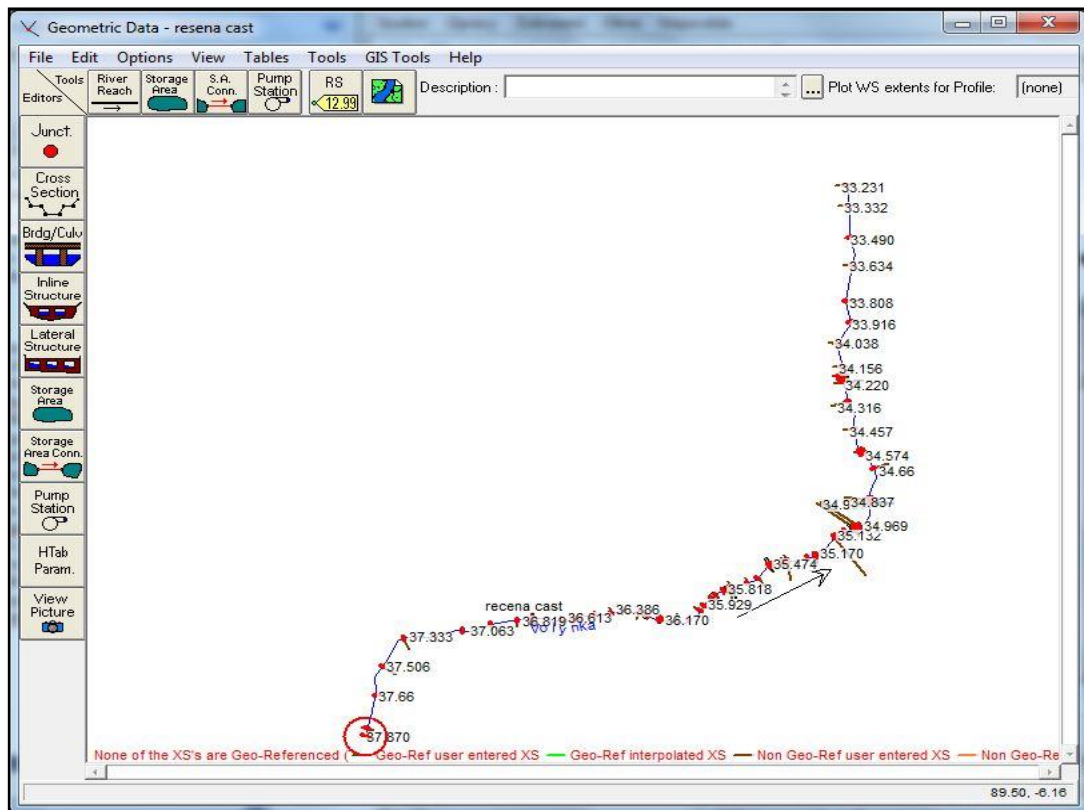 Geometric Data - resena cast
File Edit Options View Tables Tools GIS Tools Help
Tools
Editors
River
Reach
Storage
Area
S.A.
Conn.
Pump
Station
RS
12.99
Description :
...
Plot WS extents for Profile:
(none)
Junct.
Cross
Section
Brdg/Culv
Inline
Structure
Lateral
Structure
Storage
Area
Storage
Area Conn.
Pump
Station
HTab
Param.
View
Picture
33.231
33.332
33.490
33.634
33.808
33.916
34.038
34.156
34.220
34.316
34.457
34.574
34.66
34.837
34.969
35.132
35.170
35.474
35.818
35.929
recena cast
36.386
36.170
36.819
36.613
Volynka
37.063
37.333
37.506
37.66
37.870
None of the XS's are Geo-Referenced ( Geo-Ref user entered XS Geo-Ref interpolated XS Non Geo-Ref user entered XS Non Geo-Re
89.50, -6.16